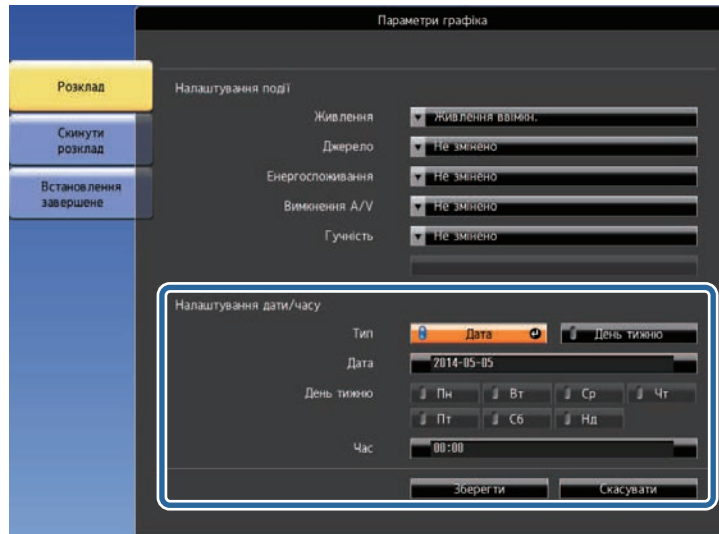 Параметри графіка
Розклад
Скинути
розклад
Встановлення
завершене
Налаштування події
Живлення Живлення ввімкн.
Джерело Не змінено
Енергоспоживання Не змінено
Вимкнення A/V Не змінено
Гучність Не змінено
Налаштування дати/часу
Тип Дата День тижню
Дата 2014-05-05
День тижню Пн Вт Ср Чт
Пт Сб Нд
Час 00:00
Зберегти Скасувати